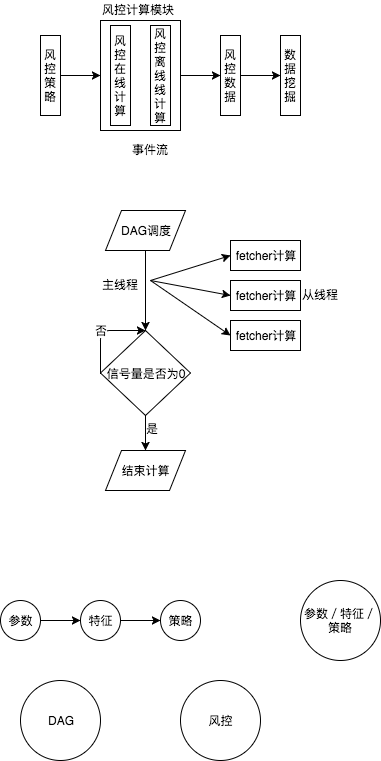 风控计算模块
风控策略
风控在线计算
风控离线线计算
风控数据
数据挖掘
事件流
DAG调度
主线程
fetcher计算
fetcher计算
从线程
fetcher计算
否
信号量是否为0
是
结束计算
参数
特征
策略
参数 / 特征 /
策略
DAG
风控